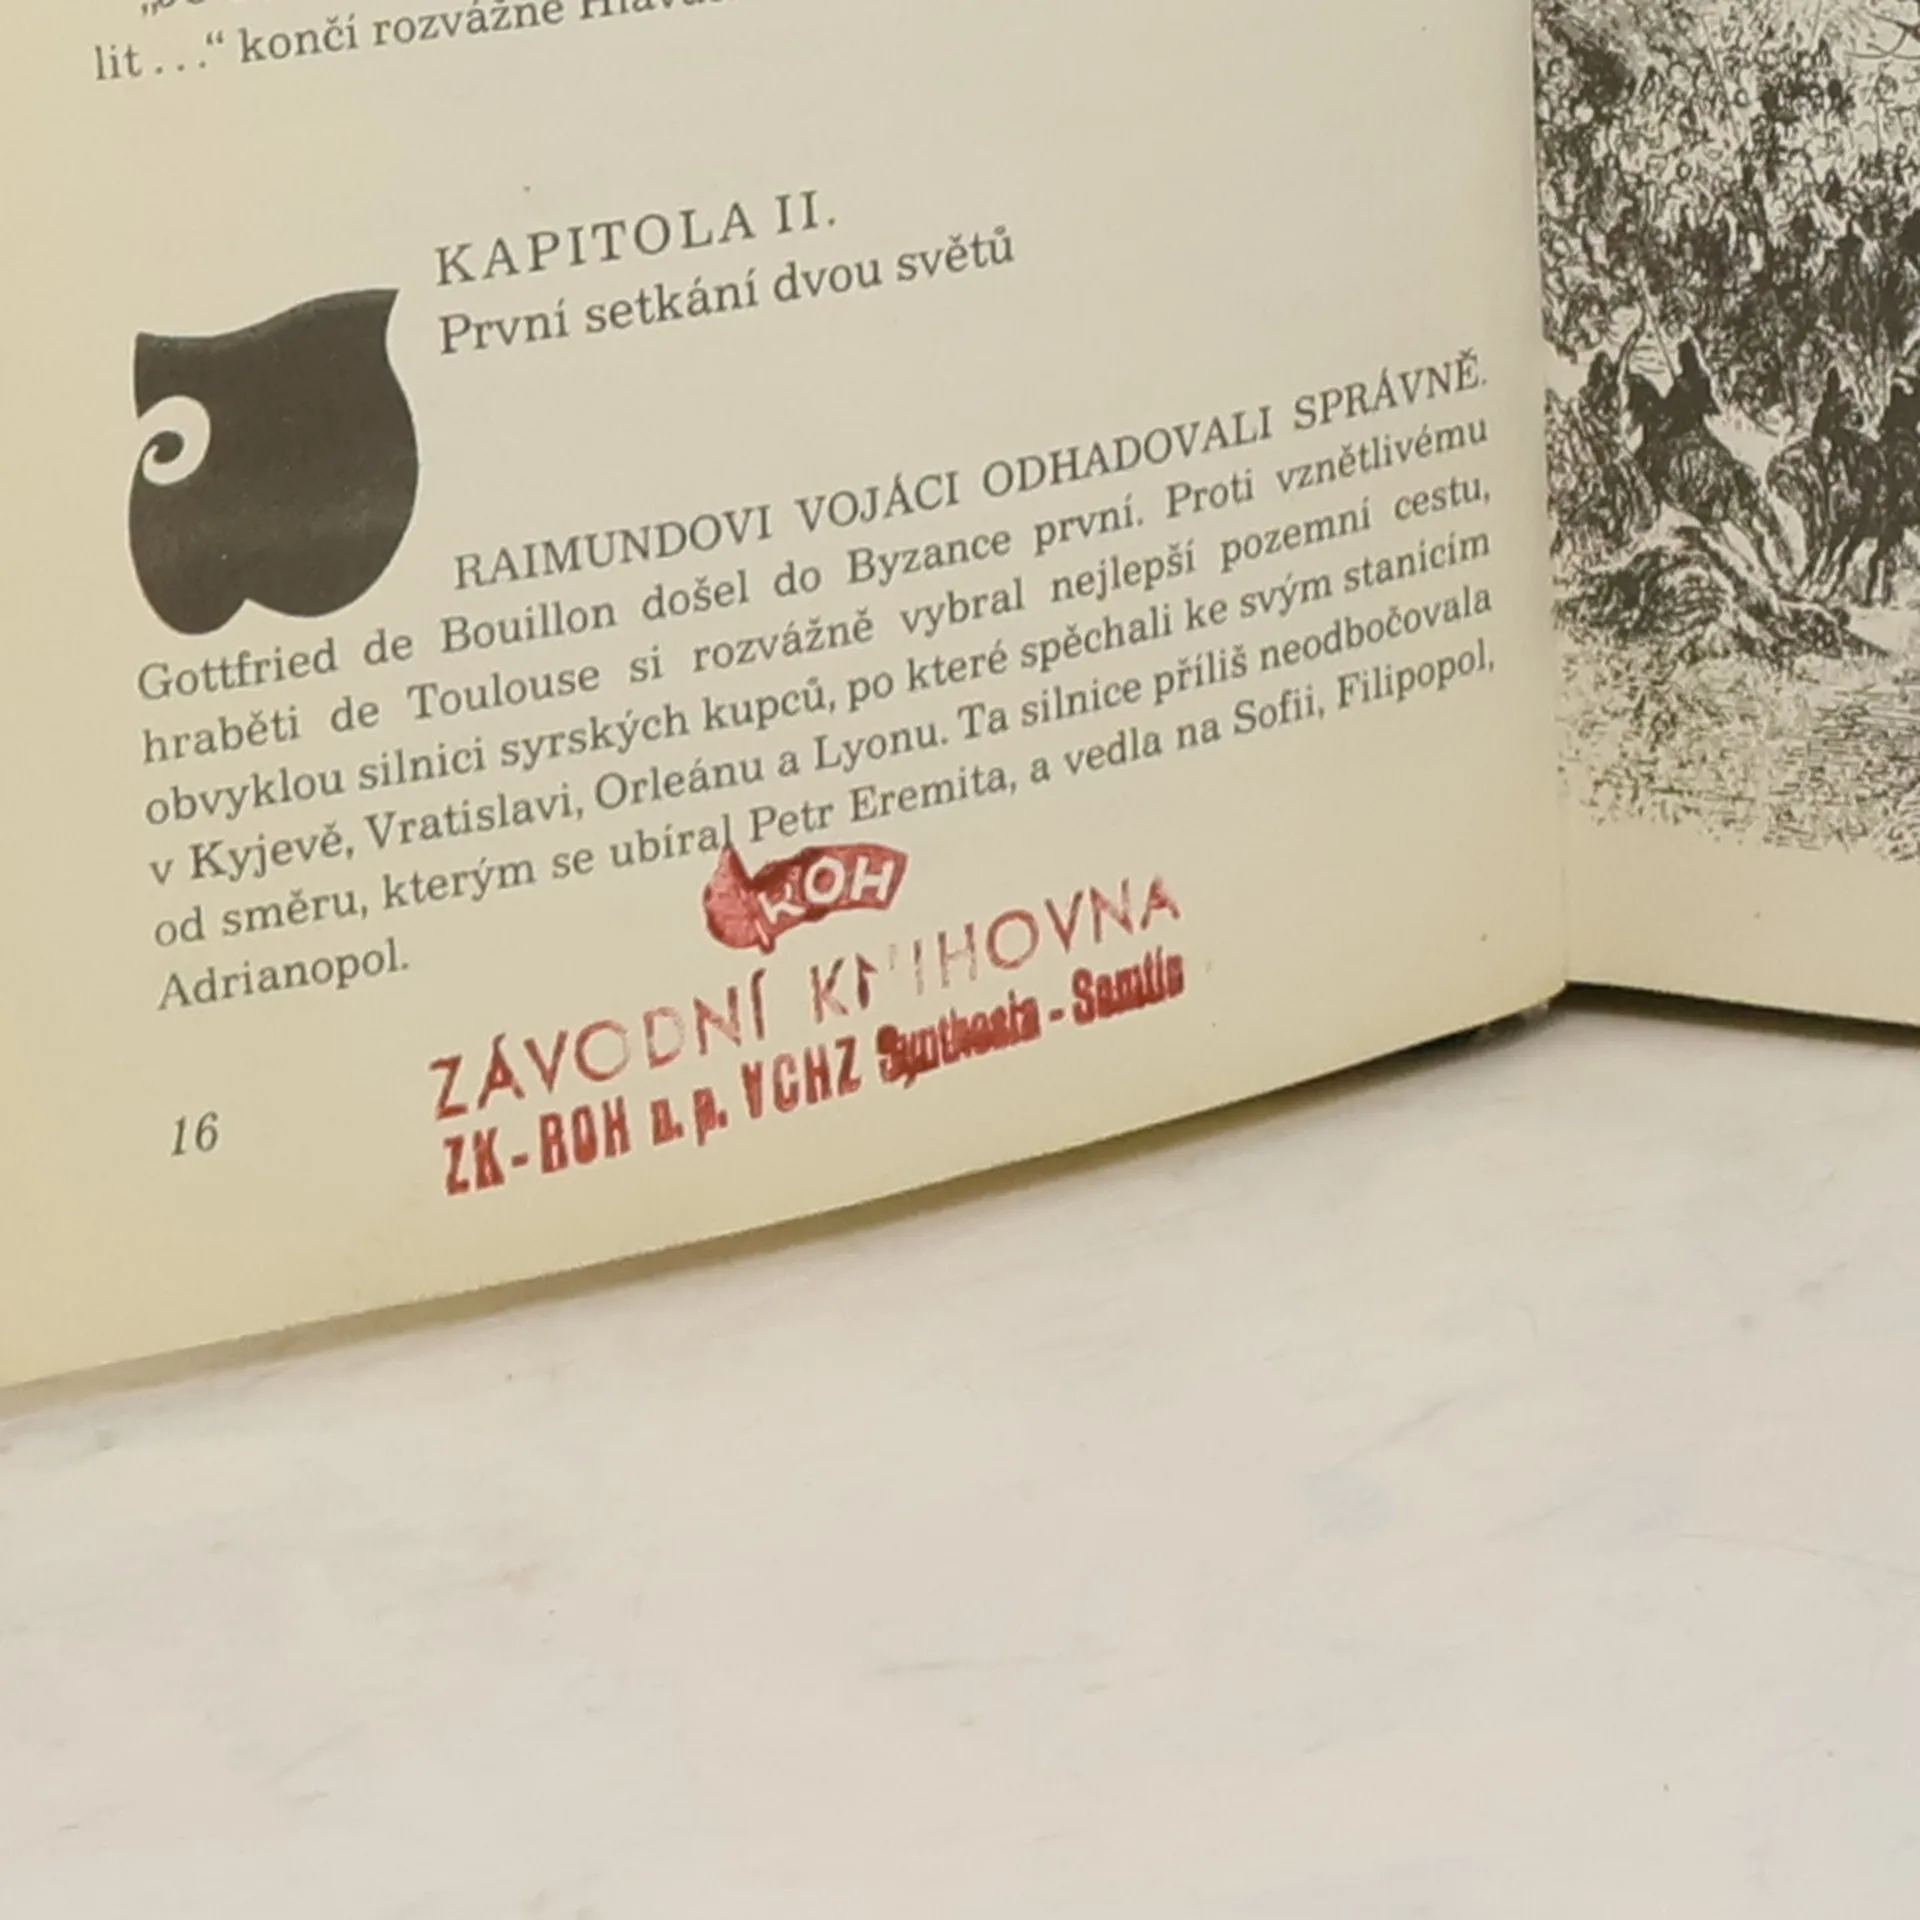 lit . . .“ končí rozvážně
KAPITOLA II.
První setkání dvou světů
RAIMUNDOVI VOJÁCI ODHADOVALI SPRÁVNĚ.
Gottfried de Bouillon došel do Byzance první. Proti vznětlivému
hraběti de Toulouse si rozvážně vybral nejlepší pozemní cestu,
obvyklou silnici syrských kupců, po které spěchali ke svým stanicím
v Kyjevě, Vratislavi, Orleánu a Lyonu. Ta silnice příliš neodbočovala
od směru, kterým se ubíral Petr Eremita, a vedla na Sofii, Filipopol,
Adrianopol.
ROH
ZÁVODNÍ KNIHOVNA
ZK - ROH n. p. VCHZ Synthesia - Semtín
16